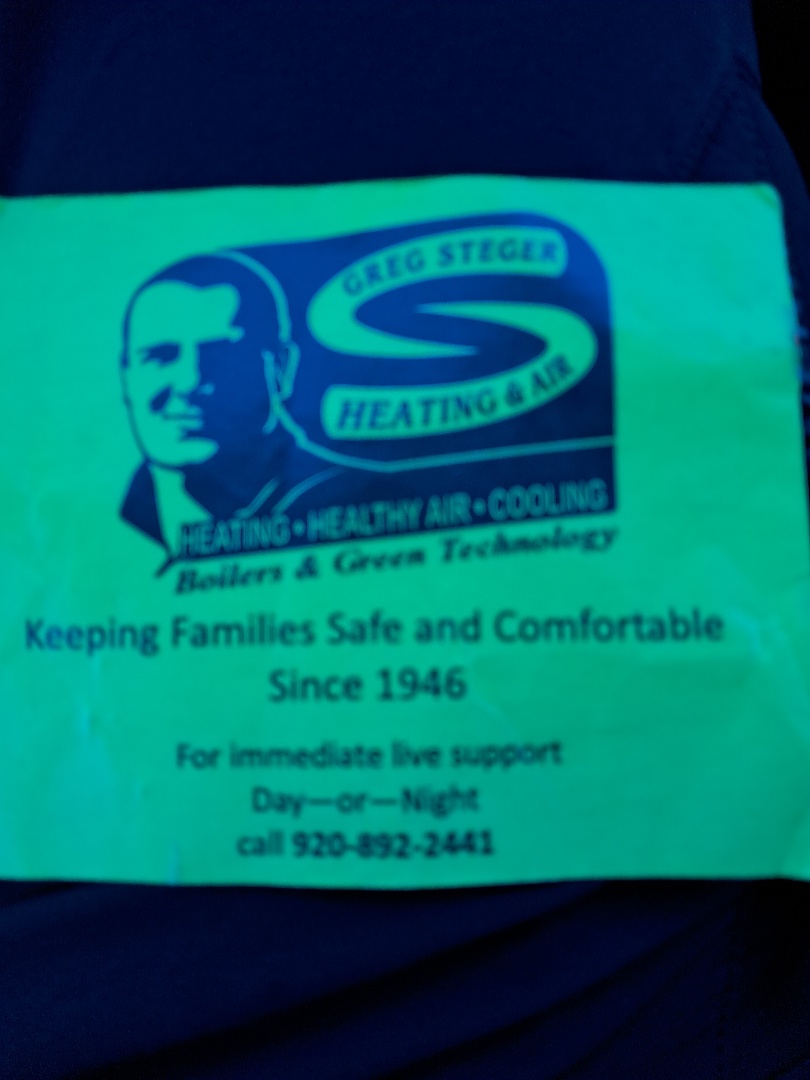 GREG STEGER
HEATING & AIR
HEATING • HEALTHY AIR • COOLING
Boilers & Green Technology
Keeping Families Safe and Comfortable
Since 1946
For immediate live support
Day—or—Night
call 920-892-2441